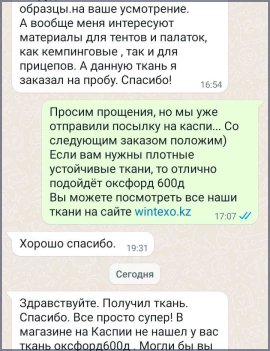 образцы.на ваше усмотрение.
А вообще меня интересуют
материалы для тентов и палаток,
как кемпинговые , так и для
прицепов. А данную ткань я
заказал на пробу. Спасибо!
16:54
Просим прощения, но мы уже
отправили посылку на каспи... Со
следующим заказом положим)
Если вам нужны плотные
устойчивые ткани, то отлично
подойдёт оксфорд 600д
Вы можете посмотреть все наши
ткани на сайте wintexo.kz
17:07
Хорошо спасибо. 19:31
Сегодня
Здравствуйте. Получил ткань.
Спасибо. Все просто супер! В
магазине на Каспии не нашел у вас
ткань оксфорд600д . Могли бы вы